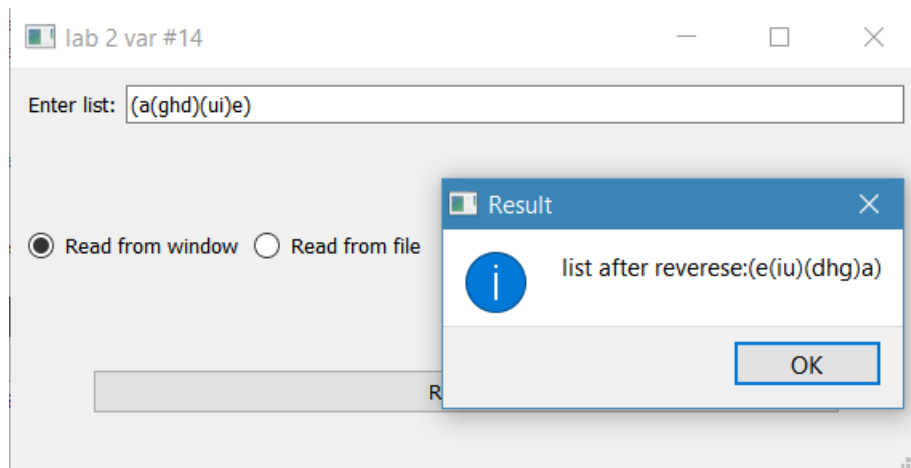 lab 2 var #14
Enter list: (a(ghd)(ui)e)
Result
Read from window Read from file
list after reverese:(e(iu)(dhg)a)
OK